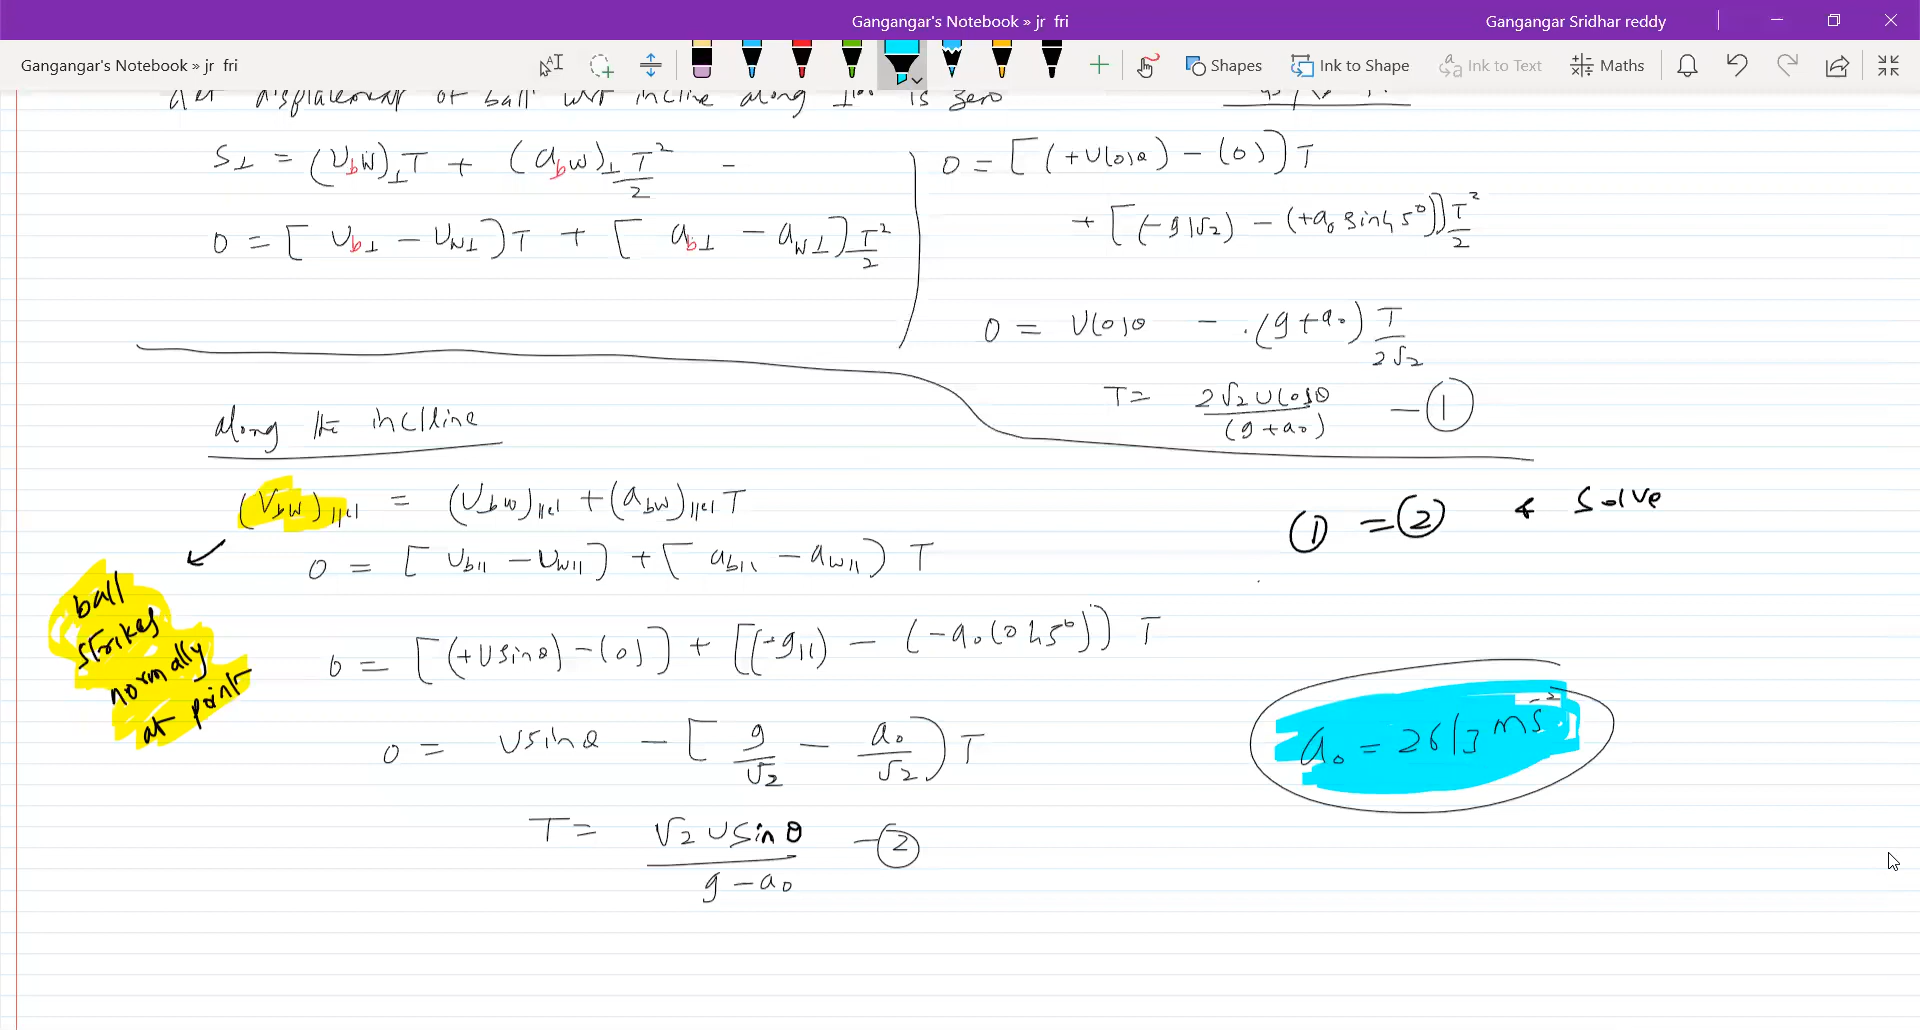 Gangangar's Notebook » jr fri
Gangangar Sridhar reddy
Gangangar's Notebook » jr fri
Shapes
Ink to Shape
Ink to Text
Maths
displacement of ball wrt incline along ⊥ is zero
S⊥ = (UbW)⊥T + (abw)⊥ T²/2 -
0 = [Ub⊥ - UW⊥)T + [ab⊥ - aW⊥) T²/2
0 = [(+Ucosθ) - (0)]T
+ [(-g/√2) - (+a₀ sin45⁰)] T²/2
0 = Ucosθ - (g+a₀) T/2√2
T = 2√2 Ucosθ/(g+a₀) - ①
along the inclline
(Vbw)||el = (Ubw)||el + (abw)||el T
0 = [Ub|| - Uw||) + [ab|| - aw||) T
0 = [(+Usinθ) - (0)] + [(-g||) - (-a₀cos45⁰)) T
0 = Usinθ - [g/√2 - a₀/√2) T
T = √2 Usinθ/g-a₀ - ②
ball
strikes
normally
at point
① = ② & solve
a₀ = 26/3 ms⁻²